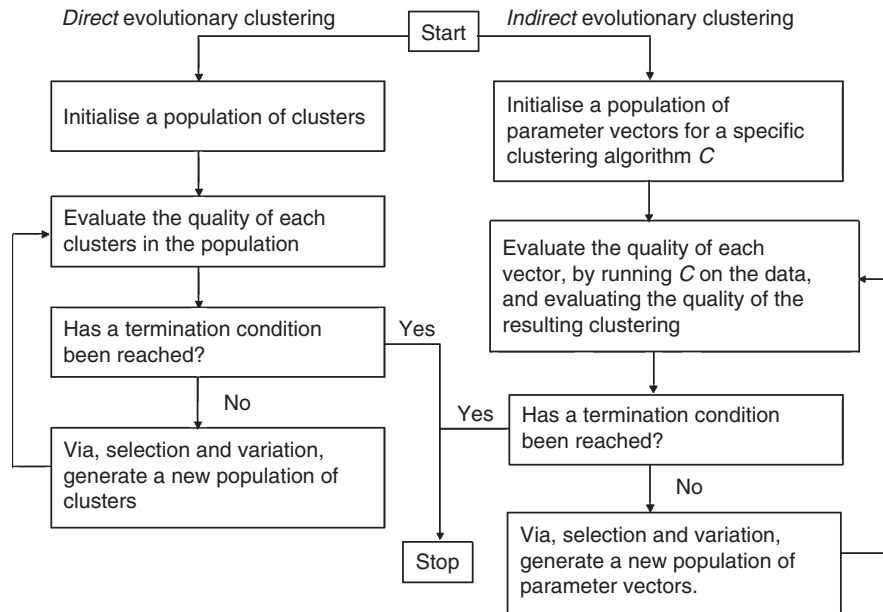 Direct evolutionary clustering
Start
Indirect evolutionary clustering
Initialise a population of clusters
Evaluate the quality of each
clusters in the population
Has a termination condition
been reached?
Yes
No
Via, selection and variation,
generate a new population of
clusters
Initialise a population of
parameter vectors for a specific
clustering algorithm C
Evaluate the quality of each
vector, by running C on the data,
and evaluating the quality of the
resulting clustering
Has a termination condition
been reached?
Yes
No
Via, selection and variation,
generate a new population of
parameter vectors.
Stop